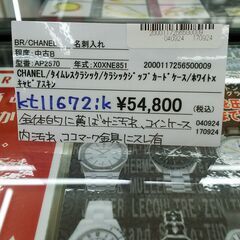 BR/CHANEL 名刺入れ
程度: 中古B
型番: AP2570 様式: X0XNE851
2000117256500009
040924 170909
CHANEL/タイムレスクラシック/クラシックジップカードケース/ホワイト×
キャビアスキン
kt11672ik ¥54,800 (税込)
全体的に黄ばみ汚れ、コインケース
内汚れ、ココマーク金具にスレ有
040924
170909